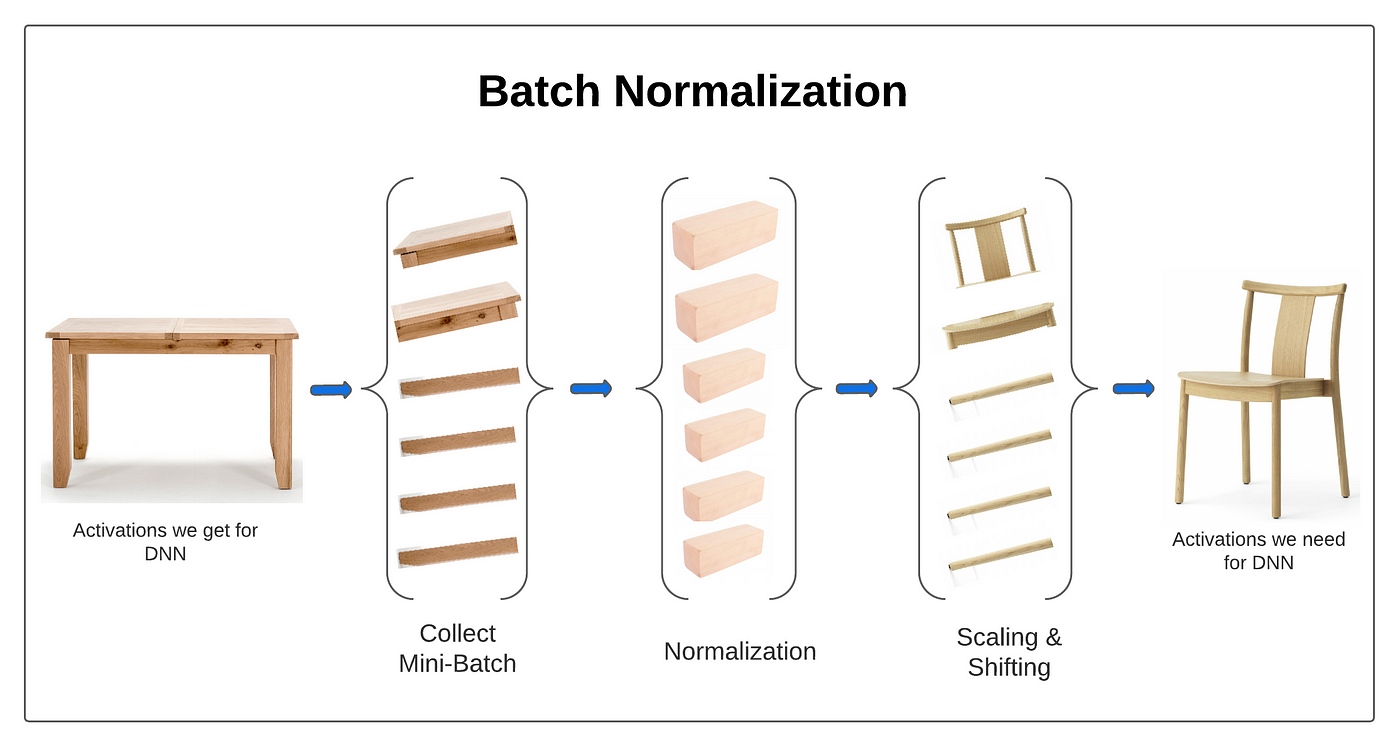 Batch Normalization
Activations we get for
DNN
Collect
Mini-Batch
Normalization
Scaling &
Shifting
Activations we need
for DNN